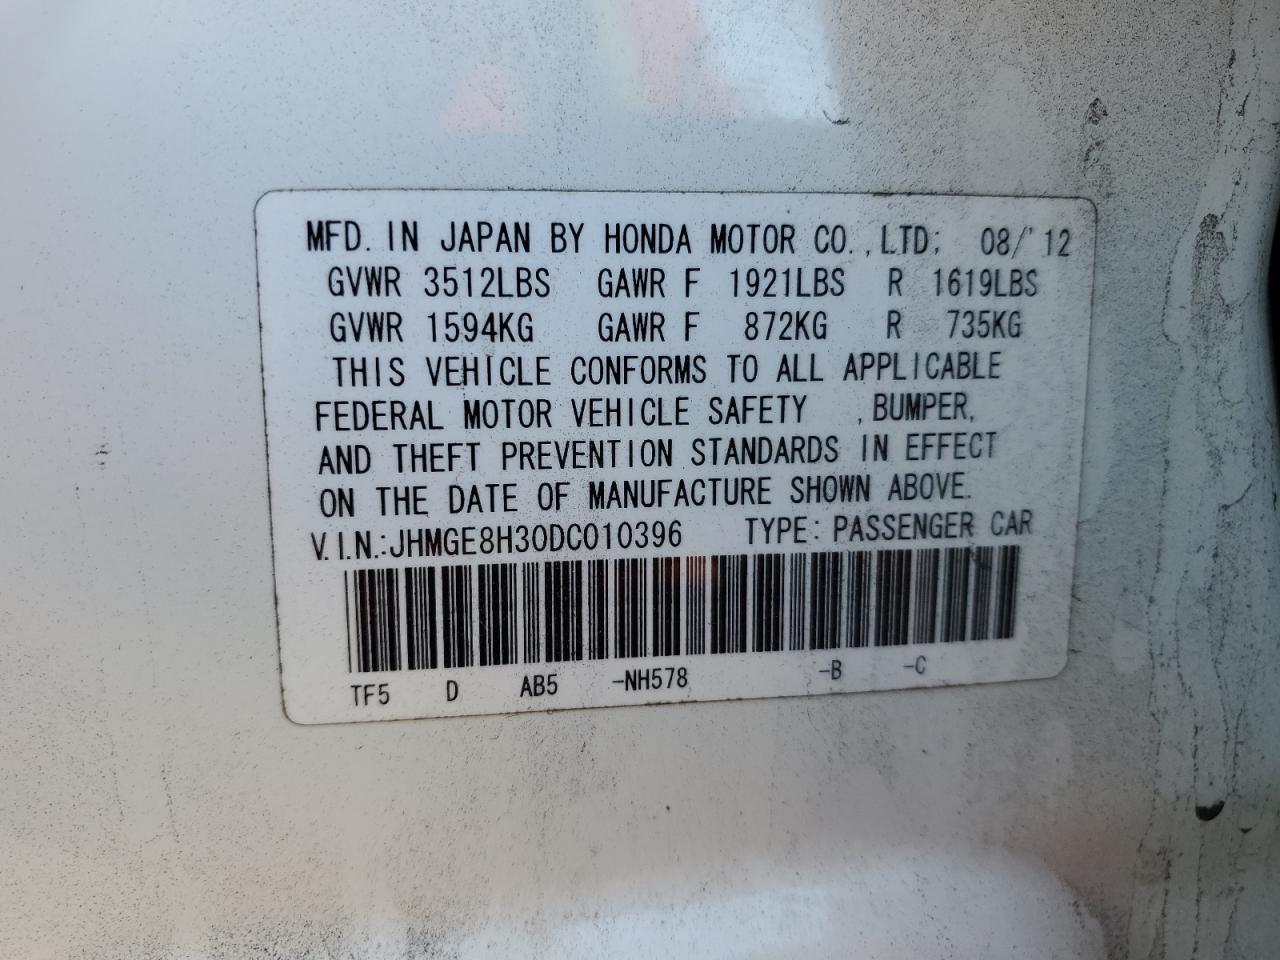 MFD. IN JAPAN BY HONDA MOTOR CO.,LTD; 08/'12
GVWR 3512LBS GAWR F 1921LBS R 1619LBS
GVWR 1594KG GAWR F 872KG R 735KG
THIS VEHICLE CONFORMS TO ALL APPLICABLE
FEDERAL MOTOR VEHICLE SAFETY , BUMPER,
AND THEFT PREVENTION STANDARDS IN EFFECT
ON THE DATE OF MANUFACTURE SHOWN ABOVE.
V.I.N.:JHMGE8H30DC010396 TYPE: PASSENGER CAR
TF5 D AB5 -NH578 -B -C